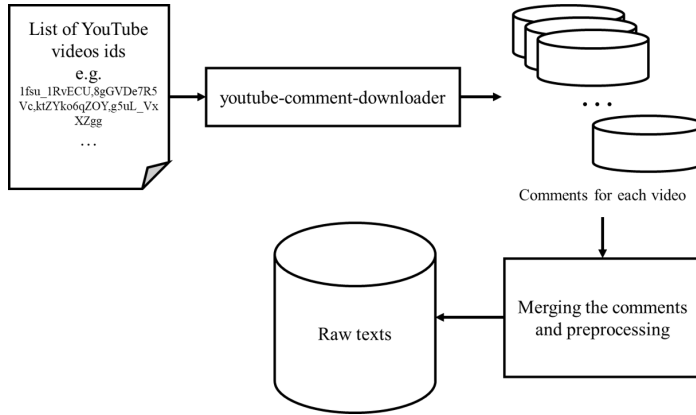 List of YouTube
videos ids
e.g.
1fsu_1RvECU,8gGVDe7R5
Vc,ktZYko6qZOY,g5uL_Vx
XZgg
...
youtube-comment-downloader
...
Comments for each video
Merging the comments
and preprocessing
Raw texts